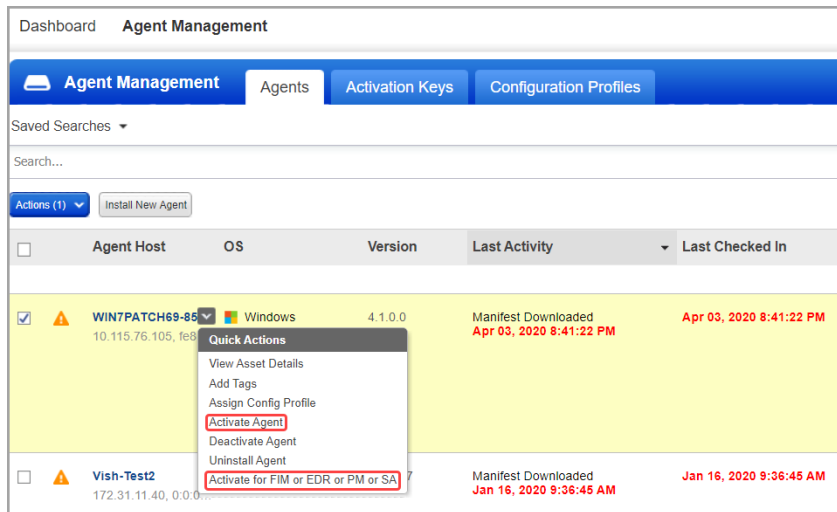 Dashboard Agent Management
Agent Management Agents Activation Keys Configuration Profiles
Saved Searches
Search...
Actions (1) Install New Agent
Agent Host OS Version Last Activity Last Checked In
WIN7PATCH69-85 Windows 4.1.0.0 Manifest Downloaded Apr 03, 2020 8:41:22 PM
10.115.76.105, fe8 Apr 03, 2020 8:41:22 PM
Quick Actions
View Asset Details
Add Tags
Assign Config Profile
Activate Agent
Deactivate Agent
Uninstall Agent
Activate for FIM or EDR or PM or SA
Vish-Test2 7 Manifest Downloaded Jan 16, 2020 9:36:45 AM
172.31.11.40, 0:0:0... Jan 16, 2020 9:36:45 AM